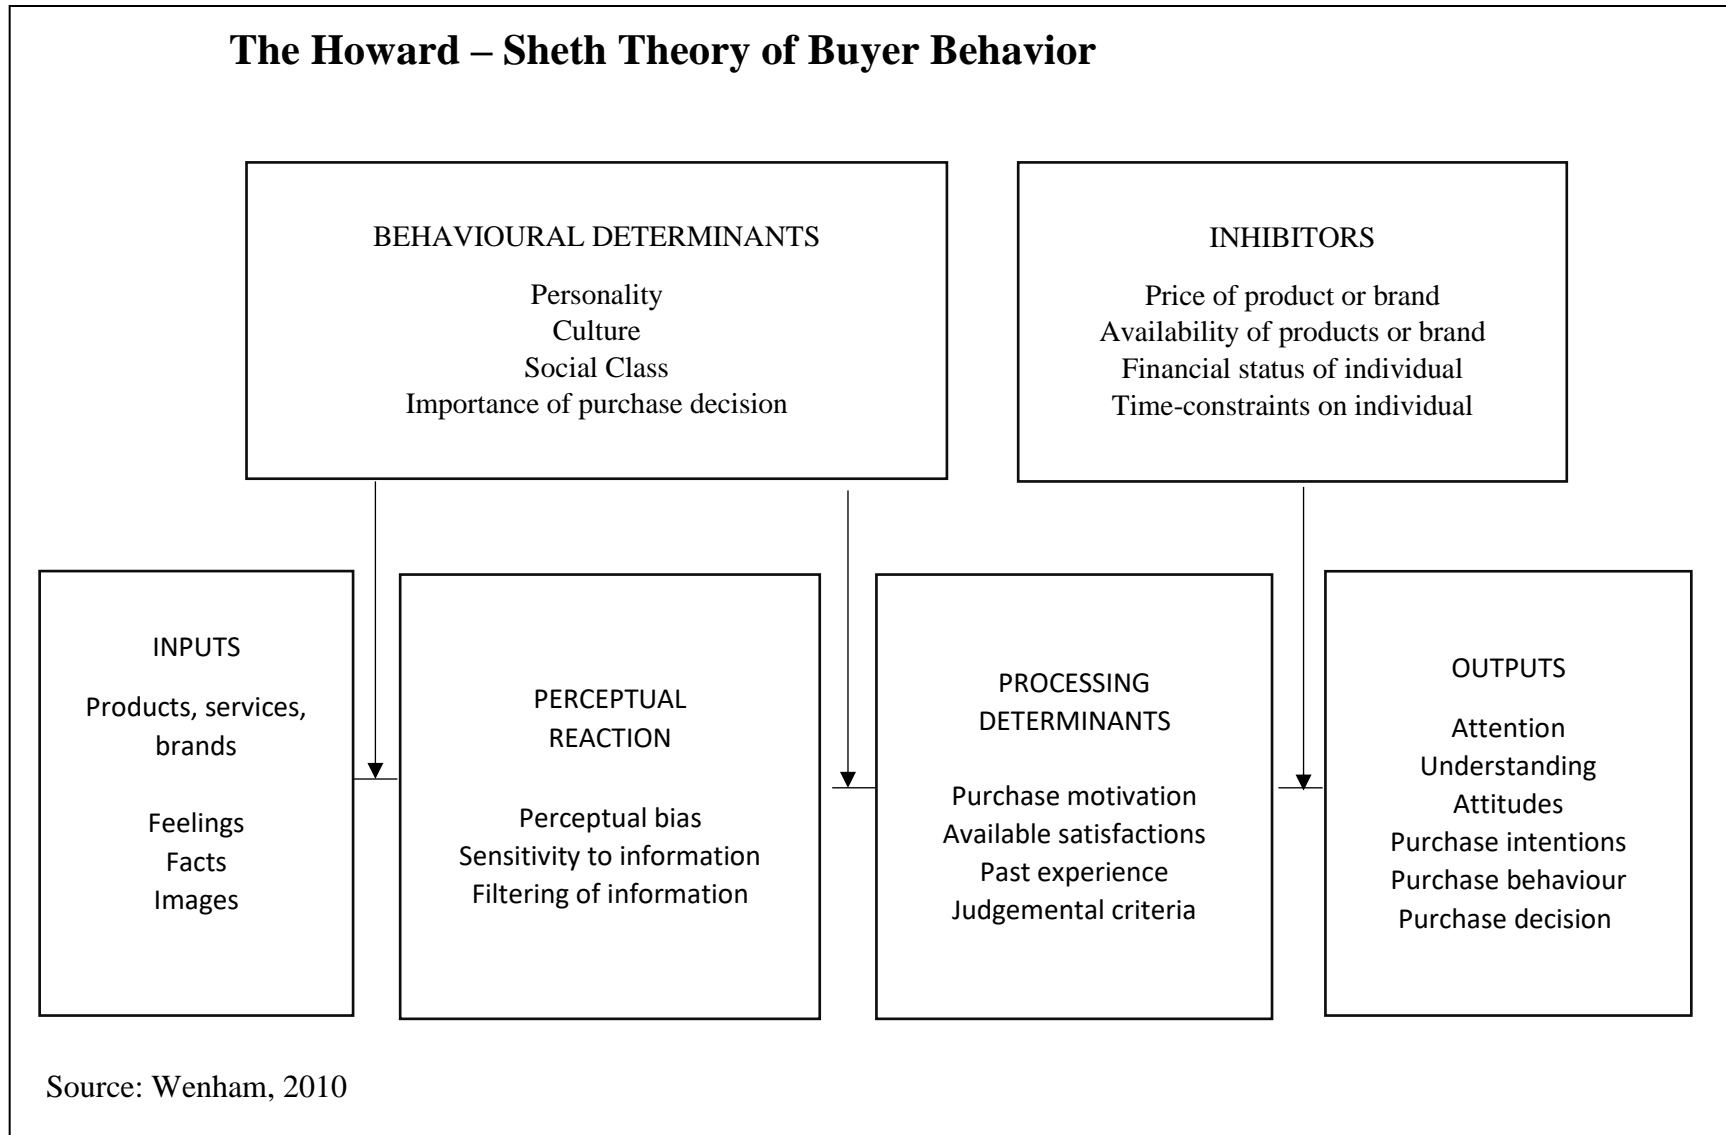 The Howard – Sheth Theory of Buyer Behavior
BEHAVIOURAL DETERMINANTS
Personality
Culture
Social Class
Importance of purchase decision
INHIBITORS
Price of product or brand
Availability of products or brand
Financial status of individual
Time-constraints on individual
INPUTS
Products, services,
brands
Feelings
Facts
Images
PERCEPTUAL
REACTION
Perceptual bias
Sensitivity to information
Filtering of information
PROCESSING
DETERMINANTS
Purchase motivation
Available satisfactions
Past experience
Judgemental criteria
OUTPUTS
Attention
Understanding
Attitudes
Purchase intentions
Purchase behaviour
Purchase decision
Source: Wenham, 2010